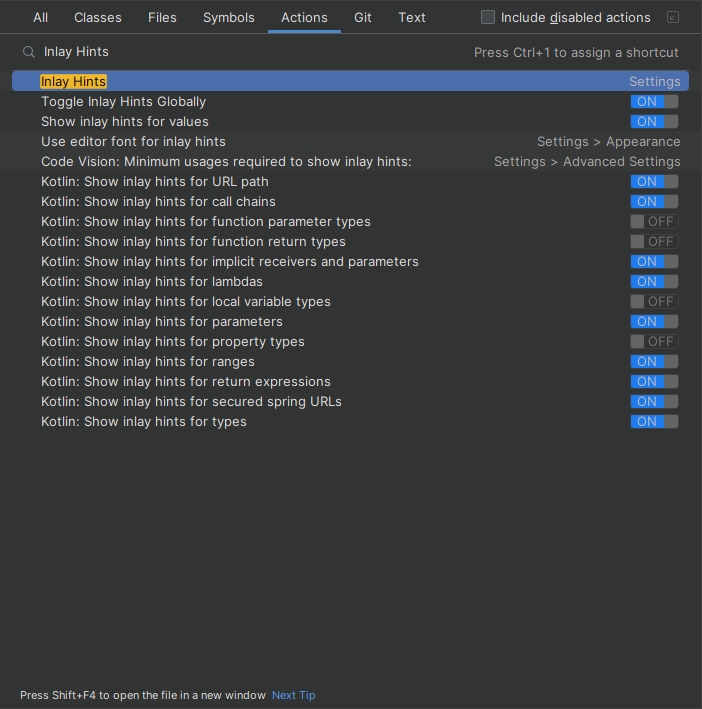 All Classes Files Symbols Actions Git Text Include disabled actions
Inlay Hints Press Ctrl+1 to assign a shortcut
Inlay Hints Settings
Toggle Inlay Hints Globally ON
Show inlay hints for values ON
Use editor font for inlay hints Settings > Appearance
Code Vision: Minimum usages required to show inlay hints: Settings > Advanced Settings
Kotlin: Show inlay hints for URL path ON
Kotlin: Show inlay hints for call chains ON
Kotlin: Show inlay hints for function parameter types OFF
Kotlin: Show inlay hints for function return types OFF
Kotlin: Show inlay hints for implicit receivers and parameters ON
Kotlin: Show inlay hints for lambdas ON
Kotlin: Show inlay hints for local variable types OFF
Kotlin: Show inlay hints for parameters ON
Kotlin: Show inlay hints for property types OFF
Kotlin: Show inlay hints for ranges ON
Kotlin: Show inlay hints for return expressions ON
Kotlin: Show inlay hints for secured spring URLs ON
Kotlin: Show inlay hints for types ON
Press Shift+F4 to open the file in a new window Next Tip